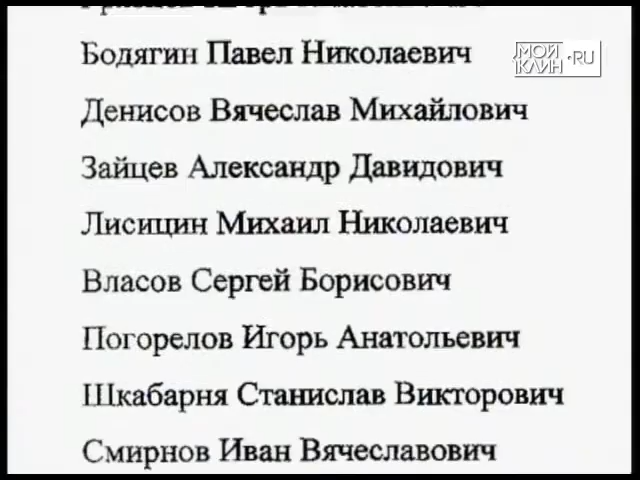 МОЙ
КЛИН.RU
Бодягин Павел Николаевич
Денисов Вячеслав Михайлович
Зайцев Александр Давидович
Лисицин Михаил Николаевич
Власов Сергей Борисович
Погорелов Игорь Анатольевич
Шкабарня Станислав Викторович
Смирнов Иван Вячеславович